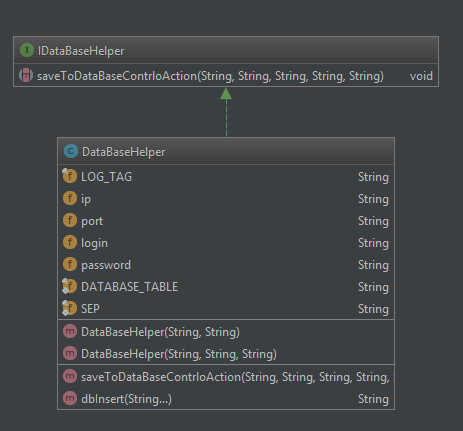 IDataBaseHelper
saveToDataBaseContrloAction(String, String, String, String, String) void
DataBaseHelper
LOG_TAG String
ip String
port String
login String
password String
DATABASE_TABLE String
SEP String
DataBaseHelper(String, String)
DataBaseHelper(String, String, String)
saveToDataBaseContrloAction(String, String, String, String,
dbInsert(String...) String